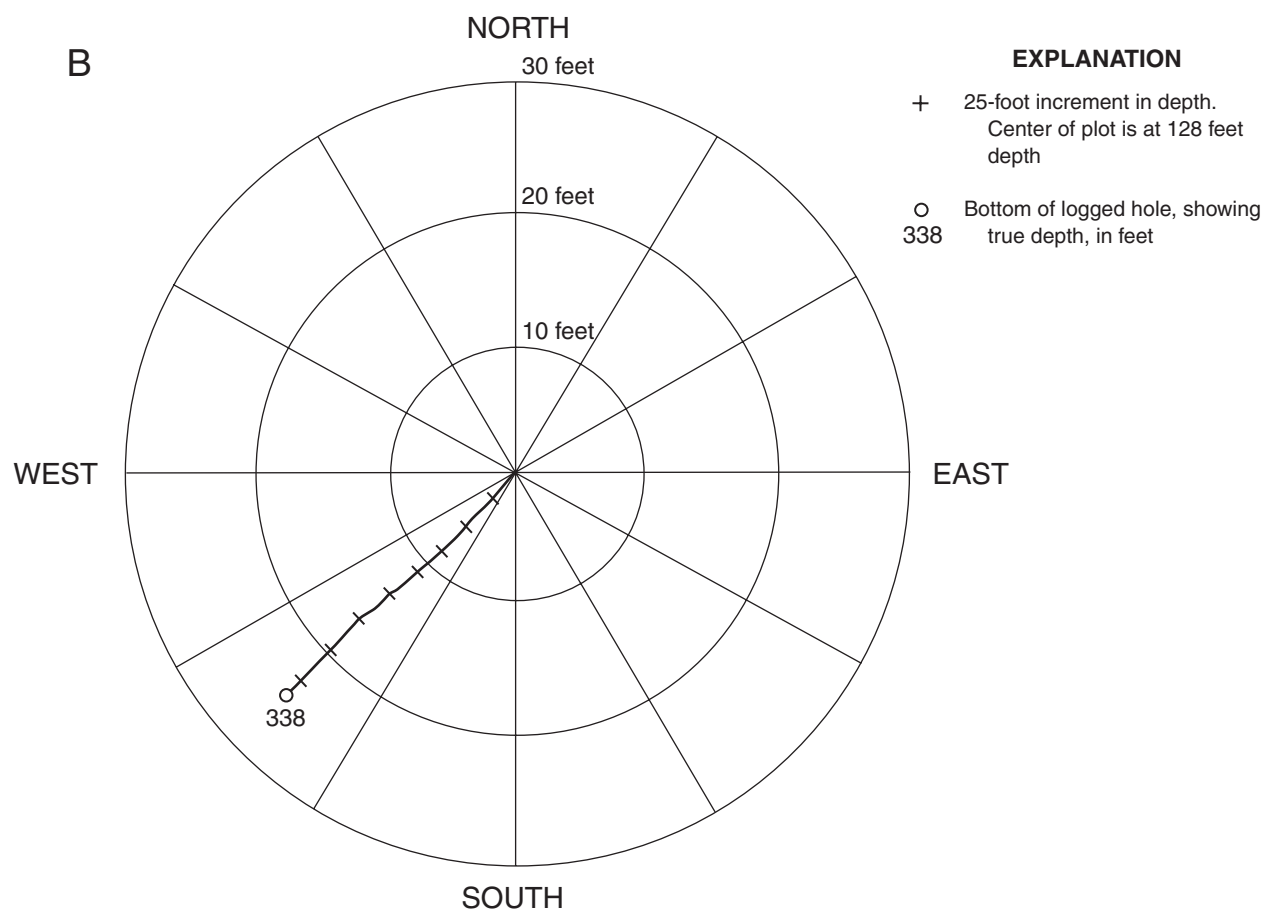 B
NORTH
30 feet
20 feet
10 feet
WEST
EAST
338
SOUTH
EXPLANATION
25-foot increment in depth.
Center of plot is at 128 feet
depth
338
Bottom of logged hole, showing
true depth, in feet